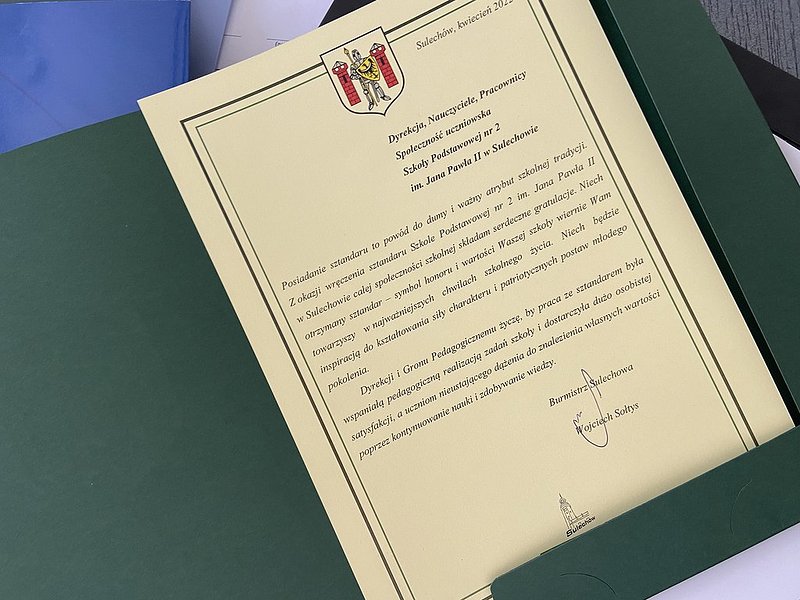 Sulechów, kwiecień 2022
Dyrekcja, Nauczyciele, Pracownicy
Społeczność uczniowska
Szkoły Podstawowej nr 2
im. Jana Pawła II w Sulechowie
Posiadanie sztandaru to powód do dumy i ważny atrybut szkolnej tradycji.
Z okazji wręczenia sztandaru Szkole Podstawowej nr 2 im. Jana Pawła II
w Sulechowie całej społeczności szkolnej składam serdeczne gratulacje. Niech
otrzymany sztandar – symbol honoru i wartości Waszej szkoły wiernie Wam
towarzyszy w najważniejszych chwilach szkolnego życia. Niech będzie
inspiracją do kształtowania siły charakteru i patriotycznych postaw młodego
pokolenia.
Dyrekcji i Gronu Pedagogicznemu życzę, by praca ze sztandarem była
wspaniałą pedagogiczną realizacją zadań szkoły i dostarczyła dużo osobistej
satysfakcji, a uczniom nieustającego dążenia do znalezienia własnych wartości
poprzez kontynuowanie nauki i zdobywanie wiedzy.
Burmistrz Sulechowa
Wojciech Sołtys
Sulechów